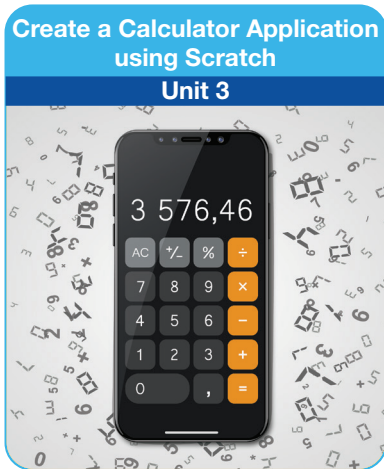 Create a Calculator Application
using Scratch
Unit 3
3 576,46
AC +/− % ÷
7 8 9 ×
4 5 6 −
1 2 3 +
0 , =